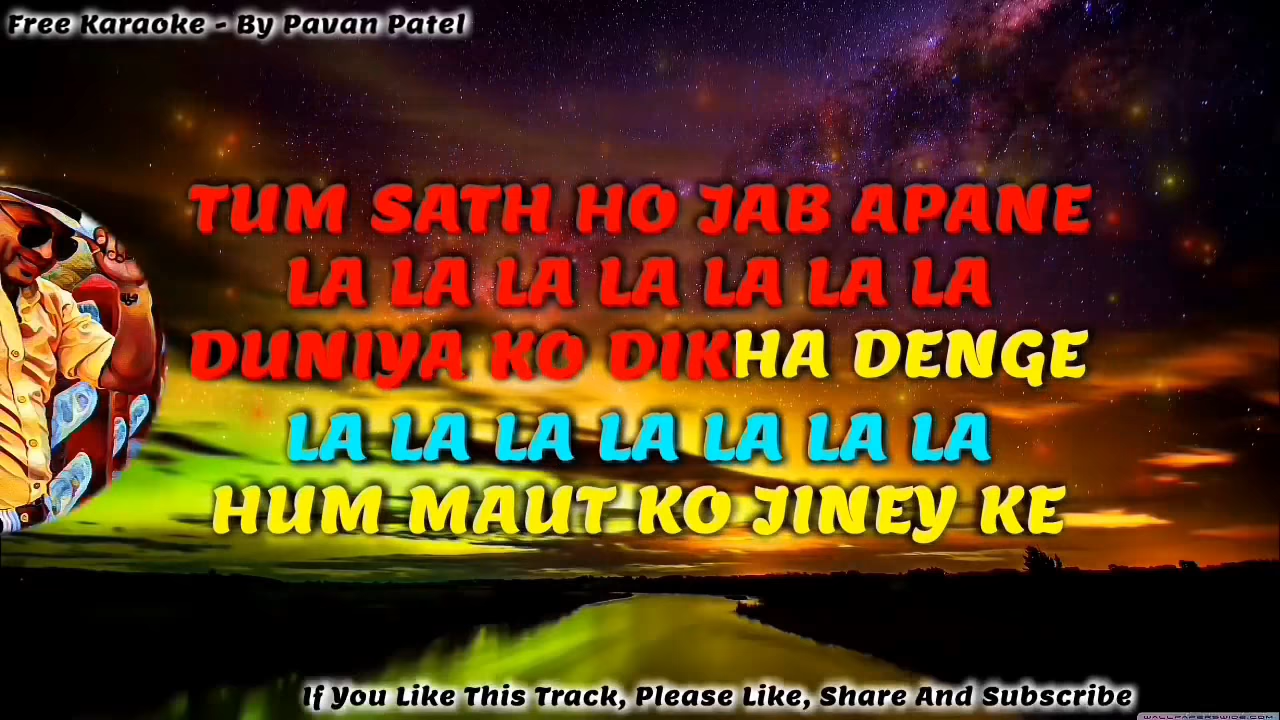 Free Karaoke - By Pavan Patel
TUM SATH HO JAB APANE
LA LA LA LA LA LA LA
DUNIYA KO DIKHA DENGE
LA LA LA LA LA LA LA
HUM MAUT KO JINEY KE
If You Like This Track, Please Like, Share And Subscribe
WALLPAPERSWIDE.COM